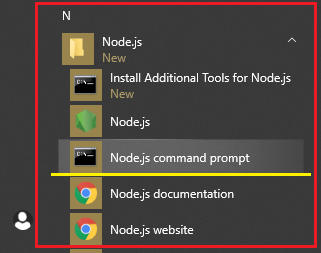 N
Node.js
New
Install Additional Tools for Node.js
New
Node.js
Node.js command prompt
Node.js documentation
Node.js website